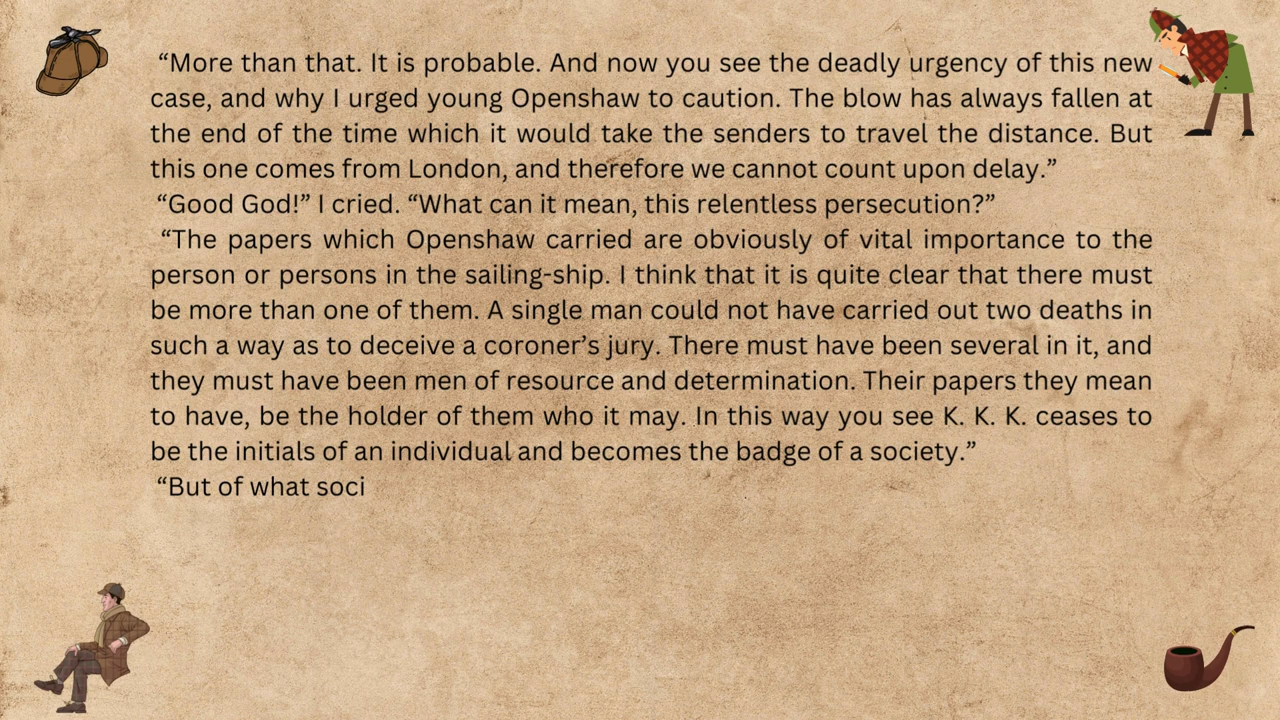 “More than that. It is probable. And now you see the deadly urgency of this new
case, and why I urged young Openshaw to caution. The blow has always fallen at
the end of the time which it would take the senders to travel the distance. But
this one comes from London, and therefore we cannot count upon delay.”
“Good God!” I cried. “What can it mean, this relentless persecution?”
“The papers which Openshaw carried are obviously of vital importance to the
person or persons in the sailing-ship. I think that it is quite clear that there must
be more than one of them. A single man could not have carried out two deaths in
such a way as to deceive a coroner’s jury. There must have been several in it, and
they must have been men of resource and determination. Their papers they mean
to have, be the holder of them who it may. In this way you see K. K. K. ceases to
be the initials of an individual and becomes the badge of a society.”
“But of what soci